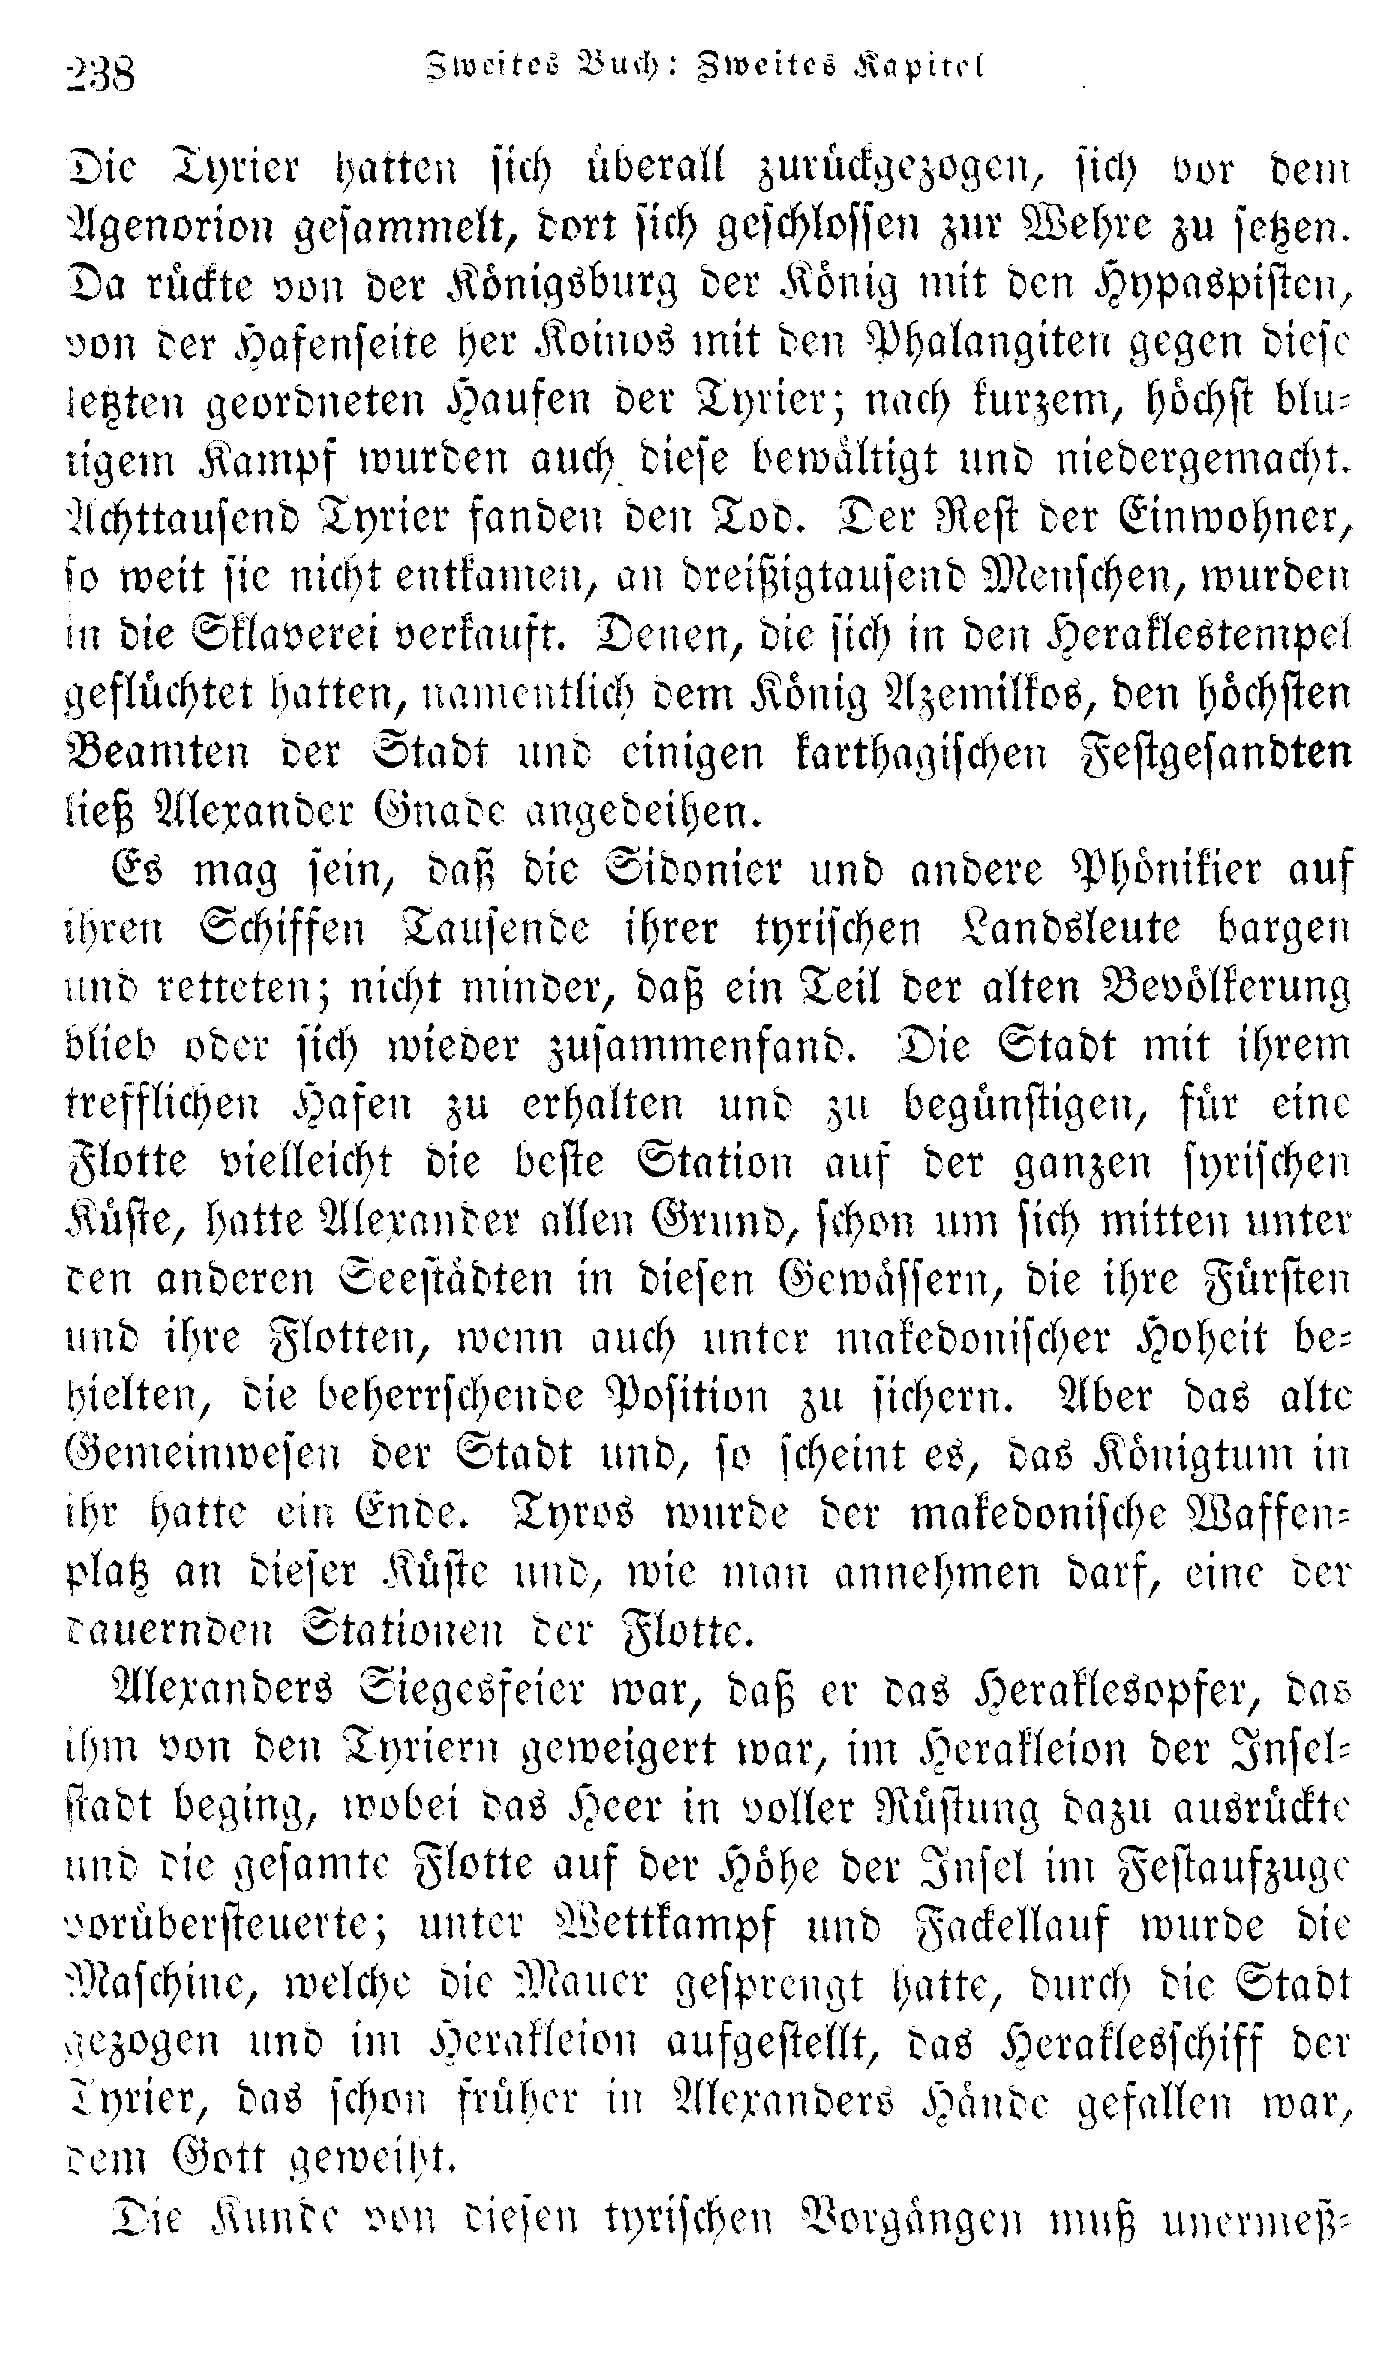 238
Zweites Buch: Zweites Kapitel
Die Tyrier hatten sich überall zurückgezogen, sich vor dem
Agenorion gesammelt, dort sich geschlossen zur Wehre zu setzen.
Da rückte von der Königsburg der König mit den Hypaspisten,
von der Hafenseite her Koinos mit den Phalangiten gegen diese
letzten geordneten Haufen der Tyrier; nach kurzem, höchst blu-
tigem Kampf wurden auch diese bewältigt und niedergemacht.
Achttausend Tyrier fanden den Tod. Der Rest der Einwohner,
so weit sie nicht entkamen, an dreißigtausend Menschen, wurden
in die Sklaverei verkauft. Denen, die sich in den Heraklestempel
geflüchtet hatten, namentlich dem König Azemilkos, den höchsten
Beamten der Stadt und einigen karthagischen Festgesandten
ließ Alexander Gnade angedeihen.
Es mag sein, daß die Sidonier und andere Phönikier auf
ihren Schiffen Tausende ihrer tyrischen Landsleute bargen
und retteten; nicht minder, daß ein Teil der alten Bevölkerung
blieb oder sich wieder zusammenfand. Die Stadt mit ihrem
trefflichen Hafen zu erhalten und zu begünstigen, für eine
Flotte vielleicht die beste Station auf der ganzen syrischen
Küste, hatte Alexander allen Grund, schon um sich mitten unter
den anderen Seestädten in diesen Gewässern, die ihre Fürsten
und ihre Flotten, wenn auch unter makedonischer Hoheit be-
hielten, die beherrschende Position zu sichern. Aber das alte
Gemeinwesen der Stadt und, so scheint es, das Königtum in
ihr hatte ein Ende. Tyros wurde der makedonische Waffen-
platz an dieser Küste und, wie man annehmen darf, eine der
dauernden Stationen der Flotte.
Alexanders Siegesfeier war, daß er das Heraklesopfer, das
ihm von den Tyriern geweigert war, im Herakleion der Insel-
stadt beging, wobei das Heer in voller Rüstung dazu ausrückte
und die gesamte Flotte auf der Höhe der Insel im Festaufzuge
vorübersteuerte; unter Wettkampf und Fackellauf wurde die
Maschine, welche die Mauer gesprengt hatte, durch die Stadt
gezogen und im Herakleion aufgestellt, das Heraklesschiff der
Tyrier, das schon früher in Alexanders Hände gefallen war,
dem Gott geweiht.
Die Kunde von diesen tyrischen Vorgängen muß unermeß-